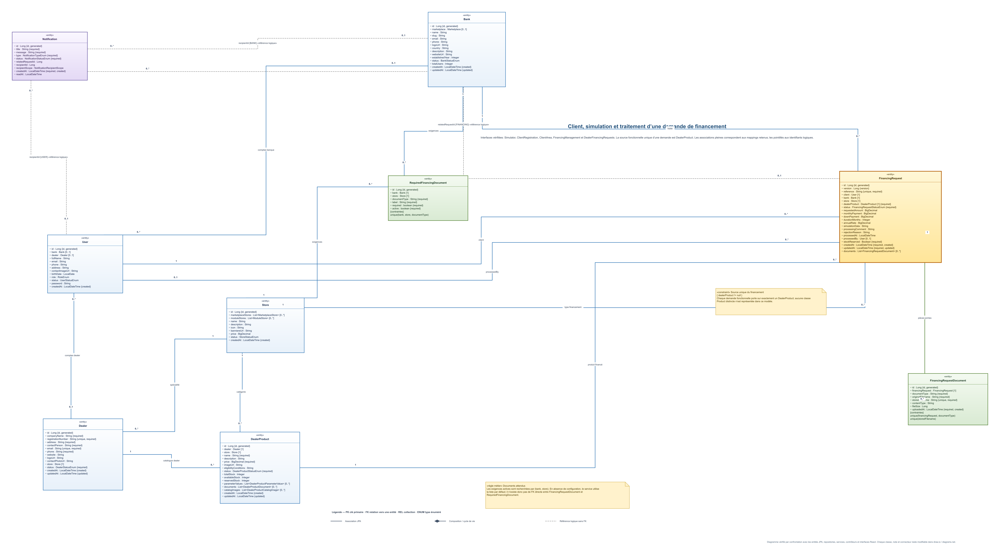 «entity»
Bank
− id : Long {id, generated}
− marketplace : Marketplace [0..1]
− name : String
− slug : String
− email : String
− phone : String
− logoUrl : String
− country : String
− description : String
− websiteUrl : String
− establishedYear : Integer
− status : BankStatusEnum
− totalUsers : Integer
− createdAt : LocalDateTime {created}
− updatedAt : LocalDateTime {updated}
«entity»
Notification
− id : Long {id, generated}
− title : String {required}
− message : String {required}
− type : NotificationTypeEnum {required}
− status : NotificationStatusEnum {required}
− relatedRequestId : Long
− recipientId : Long
− recipientScope : NotificationRecipientScope
− createdAt : LocalDateTime {required, created}
− readAt : LocalDateTime
0..*
recipientId [BANK] «référence logique»
0..1
0..*
0..1
0..*
1
1
relatedRequestId [FINANCING] «référence logique»
exigences
Client, simulation et traitement d’une demande de financement
traite
Interfaces vérifiées: Simulator, ClientRegistration, ClientArea, FinancingManagement et DealerFinancingRequests. La source fonctionnelle unique d’une demande est DealerProduct. Les associations pleines correspondent aux mappings retenus; les pointillés aux identifiants logiques.
0..*
comptes banque
recipientId [USER] «référence logique»
0..*
0..1
0..*
0..1
0..*
«entity»
RequiredFinancingDocument
− id : Long {id, generated}
− bank : Bank [1]
− store : Store [1]
− documentType : String {required}
− label : String {required}
− required : boolean {required}
− active : boolean {required}
{contraintes}
unique(bank, store, documentType)
«entity»
FinancingRequest
− id : Long {id, generated}
− version : Long {version}
− reference : String {unique, required}
− client : User [1]
− bank : Bank [1]
− store : Store [1]
− dealerProduct : DealerProduct [1] {required}
− status : FinancingRequestStatusEnum {required}
− requestedAmount : BigDecimal
− monthlyPayment : BigDecimal
− downPayment : BigDecimal
− durationMonths : Integer
− annualRate : BigDecimal
− simulationData : String
− processingComment : String
− rejectionReason : String
− processedAt : LocalDateTime
− processedBy : User [0..1]
− stockReserved : Boolean {required}
− createdAt : LocalDateTime {required, created}
− updatedAt : LocalDateTime {required, updated}
− documents : List<FinancingRequestDocument> [0..*]
1
0..*
0..*
0..*
client
exigences
processedBy
«entity»
User
− id : Long {id, generated}
− bank : Bank [0..1]
− dealer : Dealer [0..1]
− fullName : String
− email : String
− phone : String
− address : String
− contactImageUrl : String
− birthDate : LocalDate
− role : RoleEnum
− status : UserStatusEnum
− password : String
− createdAt : LocalDateTime {created}
1
0..1
0..*
1
«entity»
Store
1
− id : Long {id, generated}
− marketplaceStores : List<MarketplaceStore> [0..*]
− moduleStores : List<ModuleStore> [0..*]
− name : String
− description : String
− icon : String
− banniereUrl : String
− price : BigDecimal
− status : StoreStatusEnum
− createdAt : LocalDateTime {created}
type financement
«constraint» Source unique du financement
{ dealerProduct != null }
Chaque demande fonctionnelle porte sur exactement un DealerProduct; aucune classe
Product distincte n’est représentée dans ce modèle.
0..*
pièces jointes
1
1
comptes dealer
produit financé
spécialité
catégorie
0..1
0..*
«entity»
FinancingRequestDocument
− id : Long {id, generated}
− financingRequest : FinancingRequest [1]
− documentType : String {required}
− originalFilename : String {required}
0..*
− stored me : String {unique, required}
− contentType : String
− fileSize : Long
− uploadedAt : LocalDateTime {required, created}
{contraintes}
unique(financingRequest, documentType)
unique(storedFilename)
«entity»
Dealer
− id : Long {id, generated}
− companyName : String {required}
− registrationNumber : String {unique, required}
− address : String {required}
− contactPerson : String {required}
− email : String {unique, required}
− phone : String {required}
− website : String
− logoUrl : String
− contactPhotoUrl : String
− store : Store [1]
− status : DealerStatusEnum {required}
− createdAt : LocalDateTime {created}
− updatedAt : LocalDateTime {updated}
0..*
1
catalogue dealer
0..*
«entity»
DealerProduct
− id : Long {id, generated}
− dealer : Dealer [1]
− store : Store [1]
− name : String {required}
− description : String
− price : BigDecimal {required}
− imageUrl : String
− eligibilityConditions : String
− status : DealerProductStatusEnum {required}
− totalStock : Integer
− availableStock : Integer
− reservedStock : Integer
− parameterValues : List<DealerProductParameterValue> [0..*]
− documents : List<DealerProductDocument> [0..*]
− catalogImages : List<DealerProductCatalogImage> [0..*]
− createdAt : LocalDateTime {created}
− updatedAt : LocalDateTime {updated}
1
«règle métier» Documents attendus
Les exigences actives sont recherchées par (bank, store). En absence de configuration, le service utilise
la liste par défaut; il n’existe donc pas de FK directe entre FinancingRequestDocument et
RequiredFinancingDocument.
Légende — PK clé primaire · FK relation vers une entité · REL collection · ENUM type énuméré
Association JPA
Composition / cycle de vie
Référence logique sans FK
Diagramme vérifié par confrontation avec les entités JPA, repositories, services, contrôleurs et interfaces React. Chaque classe, note et connecteur reste modifiable dans draw.io / diagrams.net.